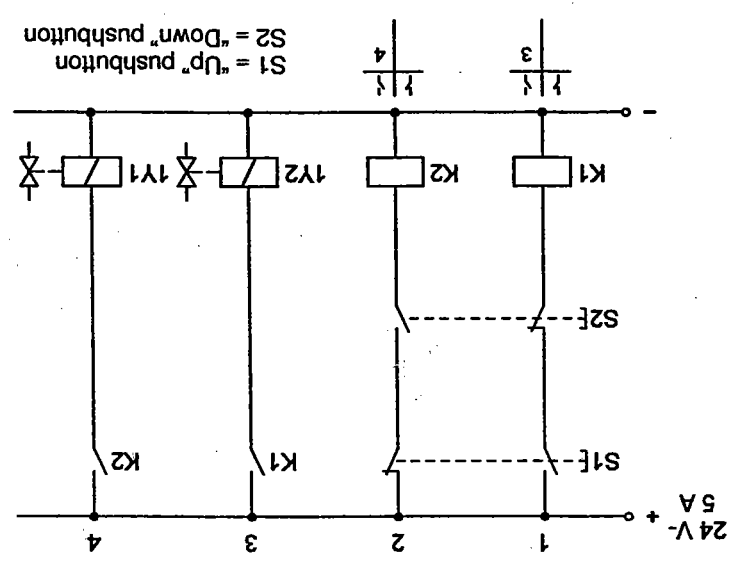 24 V-
5 A
+
1 2 3 4
S1 K1 K2
S2
K1 K2 1Y2 1Y1
-
3 4
S1 = "Up" pushbutton
S2 = "Down" pushbutton